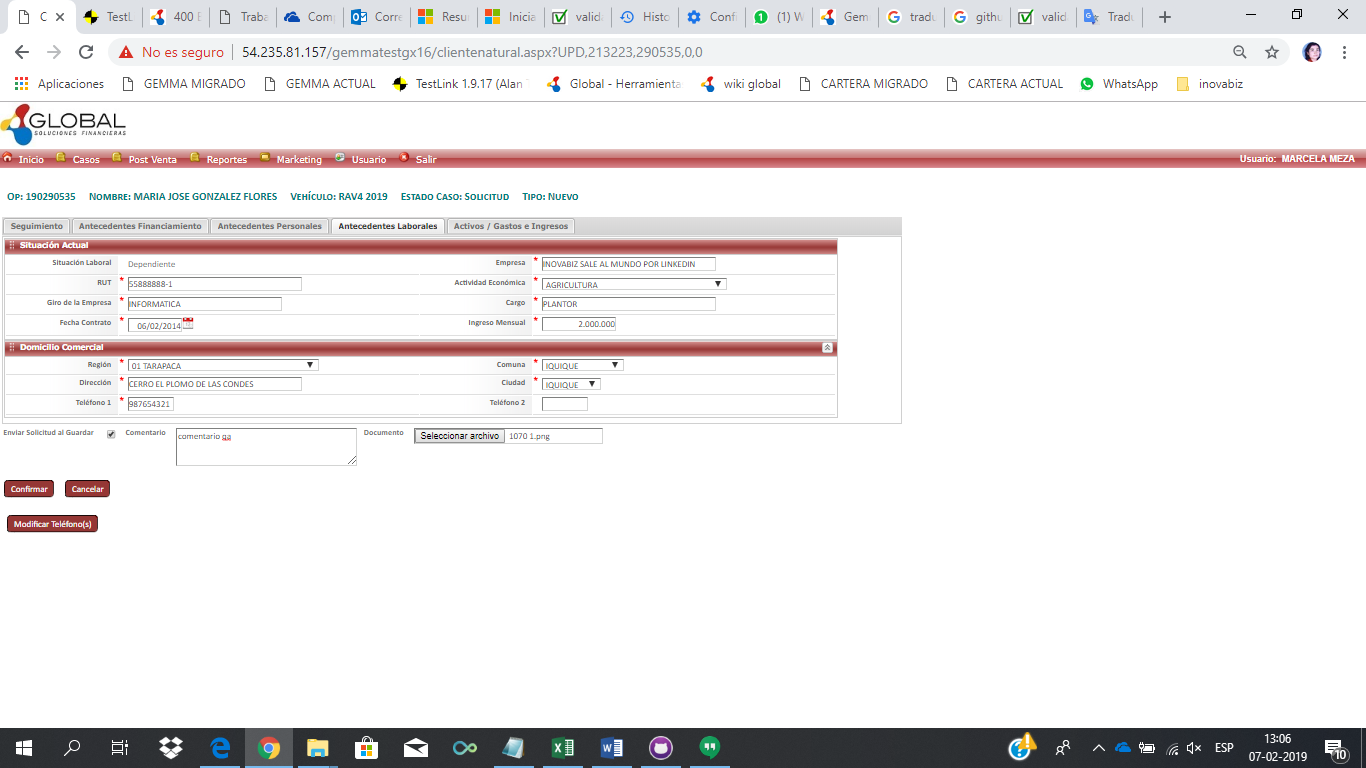 C
TestL
400 E
Traba
Com
Corre
Resu
Inicia
valida
Histo
Confi
(1) W
Gem
tradu
githu
valid
Tradu
No es seguro 54.235.81.157/gemmatestgx16/clientenatural.aspx?UPD,213223,290535,0,0
Aplicaciones GEMMA MIGRADO GEMMA ACTUAL TestLink 1.9.17 (Alan Global - Herramienta wiki global CARTERA MIGRADO CARTERA ACTUAL WhatsApp inovabiz
GLOBAL
SOLUCIONES FINANCIERAS
Inicio Casos Post Venta Reportes Marketing Usuario Salir Usuario: MARCELA MEZA
OP: 190290535 NOMBRE: MARIA JOSE GONZALEZ FLORES VEHÍCULO: RAV4 2019 ESTADO CASO: SOLICITUD TIPO: NUEVO
Seguimiento Antecedentes Financiamiento Antecedentes Personales Antecedentes Laborales Activos / Gastos e Ingresos
Situación Actual
Situación Laboral Dependiente Empresa * INOVABIZ SALE AL MUNDO POR LINKEDIN
RUT * 55888888-1 Actividad Económica * AGRICULTURA
Giro de la Empresa * INFORMATICA Cargo * PLANTOR
Fecha Contrato * 06/02/2014 Ingreso Mensual * 2.000.000
Domicilio Comercial
Región * 01 TARAPACA Comuna * IQUIQUE
Dirección * CERRO EL PLOMO DE LAS CONDES Ciudad * IQUIQUE
Teléfono 1 * 987654321 Teléfono 2
Enviar Solicitud al Guardar Comentario comentario qa Documento Seleccionar archivo 1070 1.png
Confirmar Cancelar
Modificar Teléfono(s)
ESP
13:06
07-02-2019
10